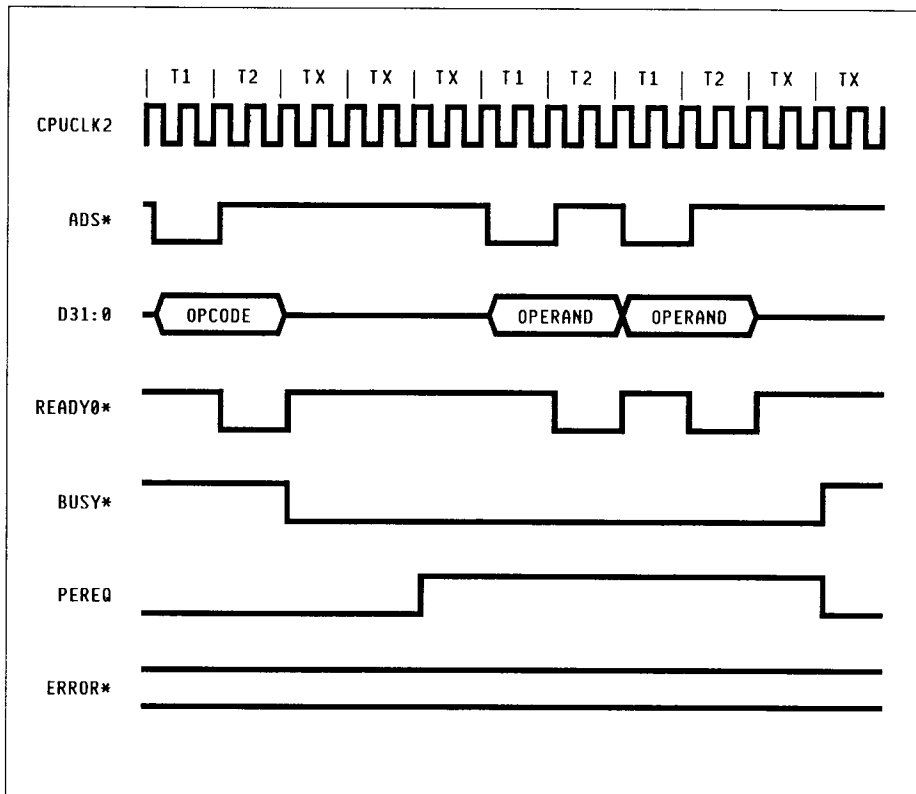 T1 T2 TX TX TX T1 T2 T1 T2 TX TX
CPUCLK2
ADS*
D31:0 OPCODE OPERAND OPERAND
READY0*
BUSY*
PEREQ
ERROR*